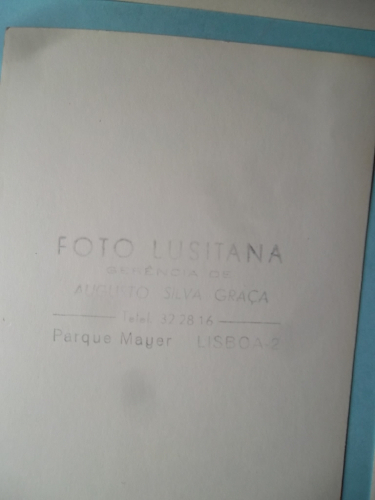 FOTO LUSITANA
GERÊNCIA DE
AUGUSTO SILVA GRAÇA
Telef. 32 28 16
Parque Mayer LISBOA-2